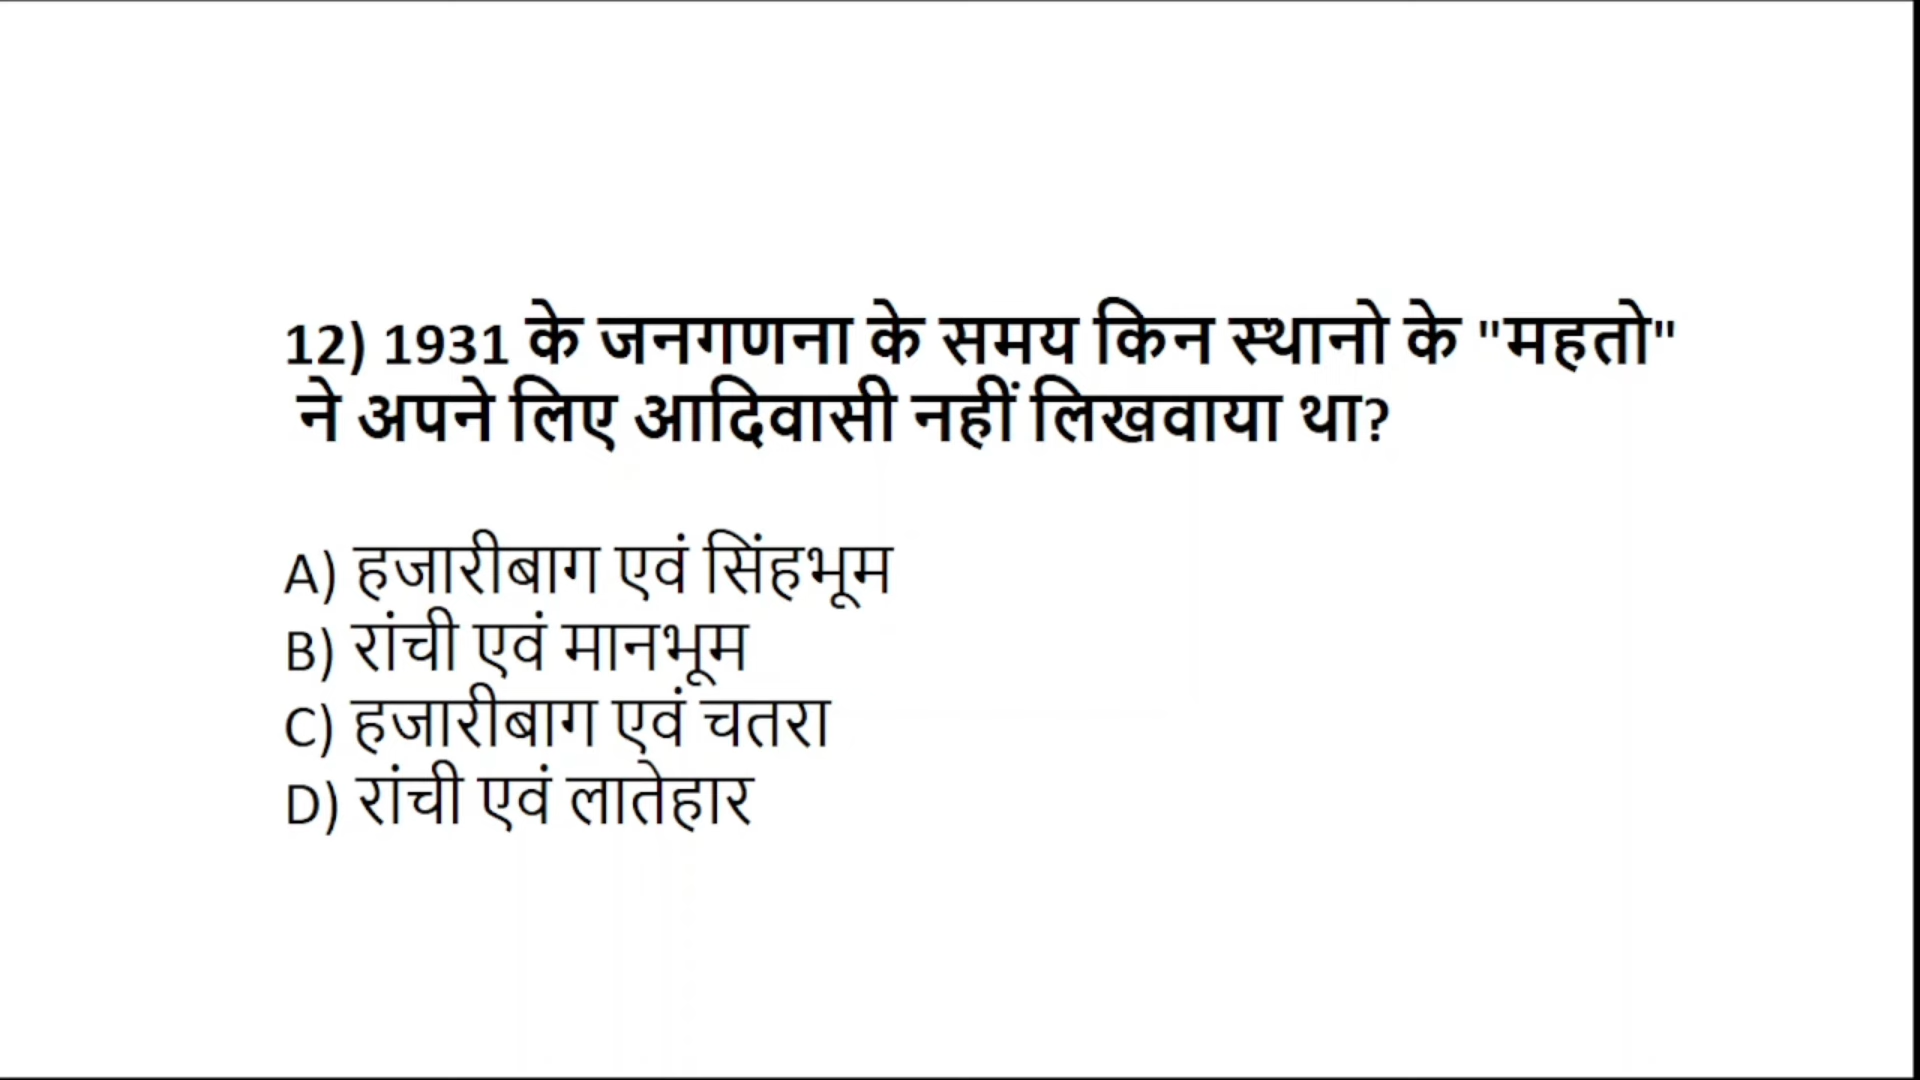 12) 1931 के जनगणना के समय किन स्थानो के "महतो"
ने अपने लिए आदिवासी नहीं लिखवाया था?
A) हजारीबाग एवं सिंहभूम
B) रांची एवं मानभूम
C) हजारीबाग एवं चतरा
D) रांची एवं लातेहार